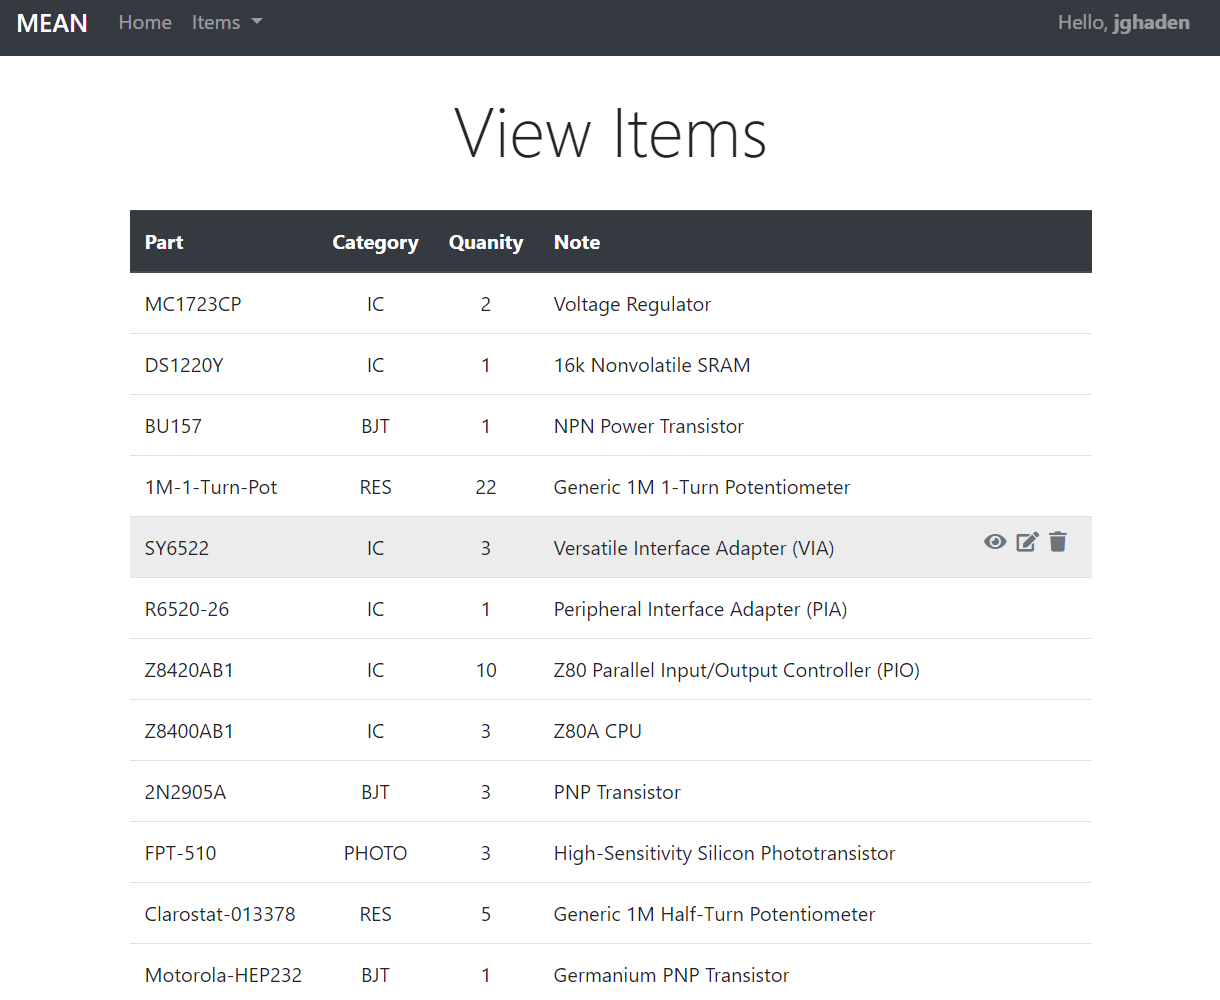 MEAN Home Items Hello, jghaden
View Items
Part Category Quanity Note
MC1723CP IC 2 Voltage Regulator
DS1220Y IC 1 16k Nonvolatile SRAM
BU157 BJT 1 NPN Power Transistor
1M-1-Turn-Pot RES 22 Generic 1M 1-Turn Potentiometer
SY6522 IC 3 Versatile Interface Adapter (VIA)
R6520-26 IC 1 Peripheral Interface Adapter (PIA)
Z8420AB1 IC 10 Z80 Parallel Input/Output Controller (PIO)
Z8400AB1 IC 3 Z80A CPU
2N2905A BJT 3 PNP Transistor
FPT-510 PHOTO 3 High-Sensitivity Silicon Phototransistor
Clarostat-013378 RES 5 Generic 1M Half-Turn Potentiometer
Motorola-HEP232 BJT 1 Germanium PNP Transistor